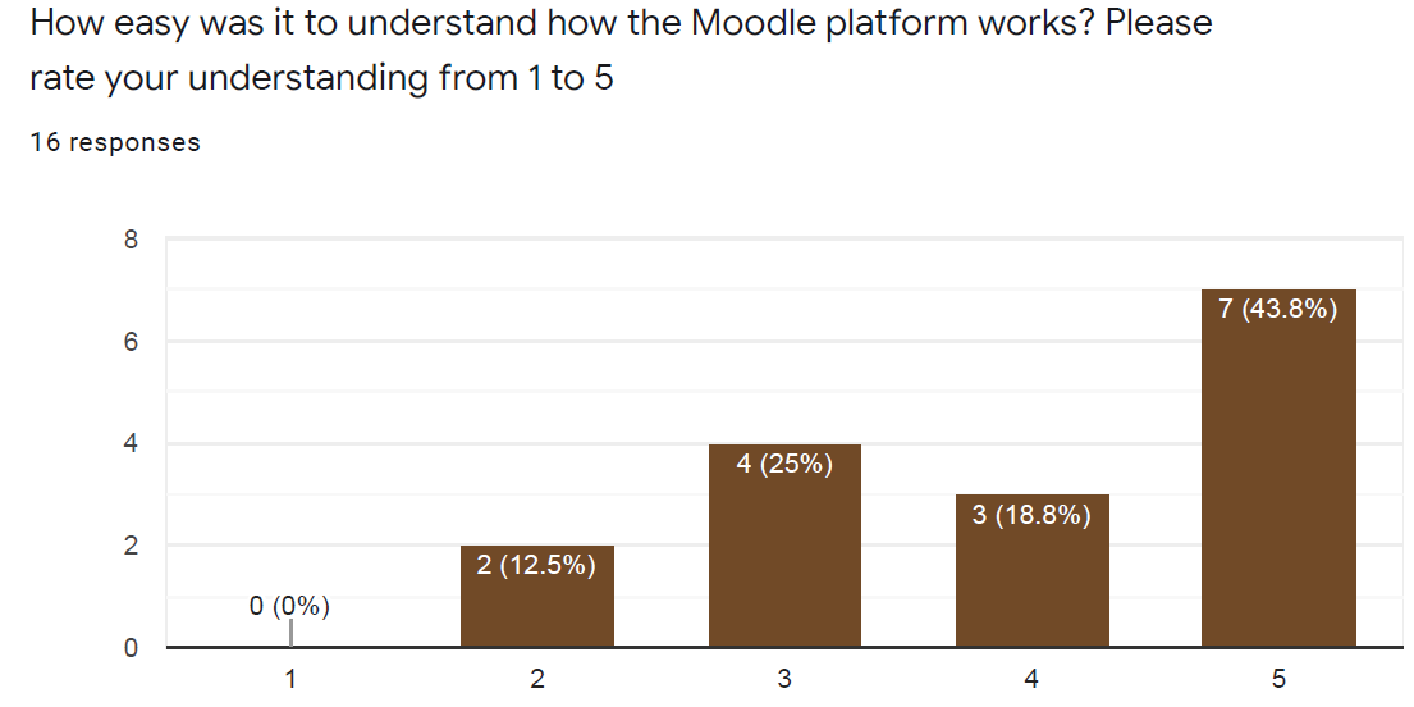 How easy was it to understand how the Moodle platform works? Please
rate your understanding from 1 to 5
16 responses
8
6
4
2
0
0 (0%)
2 (12.5%)
4 (25%)
3 (18.8%)
7 (43.8%)
1 2 3 4 5